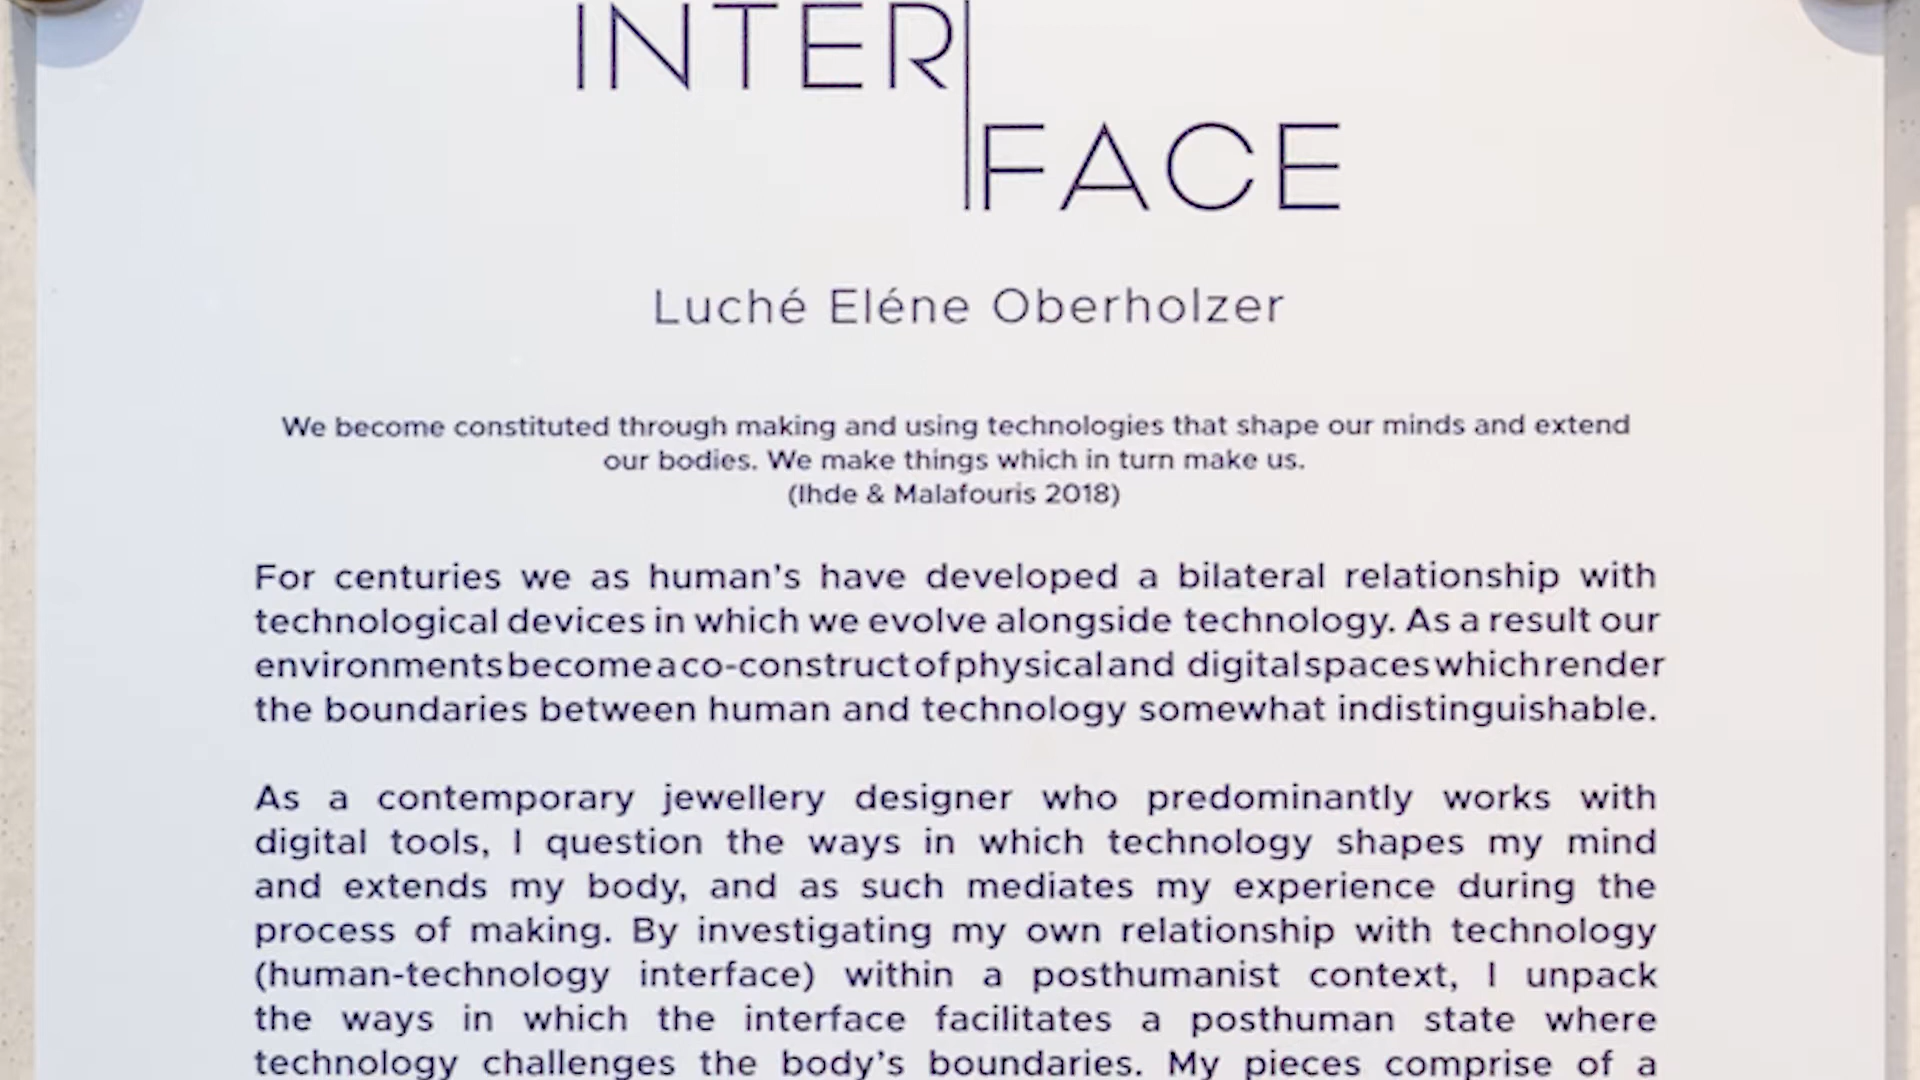 INTER
FACE
Luché Eléne Oberholzer
We become constituted through making and using technologies that shape our minds and extend
our bodies. We make things which in turn make us.
(Ihde & Malafouris 2018)
For centuries we as human's have developed a bilateral relationship with
technological devices in which we evolve alongside technology. As a result our
environments become a co-construct of physical and digital spaces which render
the boundaries between human and technology somewhat indistinguishable.
As a contemporary jewellery designer who predominantly works with
digital tools, I question the ways in which technology shapes my mind
and extends my body, and as such mediates my experience during the
process of making. By investigating my own relationship with technology
(human-technology interface) within a posthumanist context, I unpack
the ways in which the interface facilitates a posthuman state where
technology challenges the body's boundaries. My pieces comprise of a